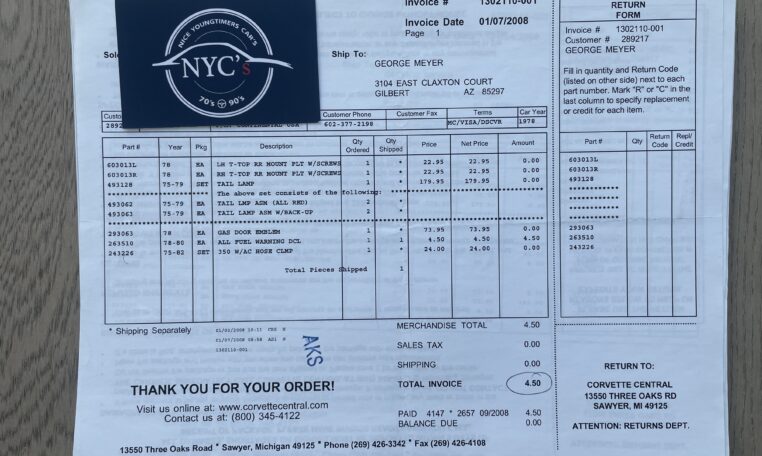 Invoice # 1302110-001
Invoice Date 01/07/2008
Page 1
RETURN
FORM
Invoice # 1302110-001
Customer # 289217
GEORGE MEYER
Fill in quantity and Return Code
(listed on other side) next to each
part number. Mark "R" or "C" in the
last column to specify replacement
or credit for each item.
NICE YOUNGTIMERS CAR'S
NYC's
70's 90's
Ship To:
GEORGE MEYER
3104 EAST CLAXTON COURT
GILBERT AZ 85297
Customer Phone Customer Fax Terms Car Year
602-377-2198 MC/VISA/DSCVR 1978
Part # Year Pkg Description Qty Ordered Qty Shipped Price Net Price Amount
603013L 78 EA LH T-TOP RR MOUNT PLT W/SCREWS 1 * 22.95 22.95 0.00
603013R 78 EA RH T-TOP RR MOUNT PLT W/SCREWS 1 * 22.95 22.95 0.00
493128 75-79 SET TAIL LAMP 1 * 179.95 179.95 0.00
The above set consists of the following:
493062 75-79 EA TAIL LMP ASM (ALL RED) 2 *
493063 75-79 EA TAIL LAMP ASM W/BACK-UP 2 *
293063 78 EA GAS DOOR EMBLEM 1 * 73.95 73.95 0.00
263510 78-80 EA ALL FUEL WARNING DCL 1 1 4.50 4.50 4.50
243226 75-82 SET 350 W/AC HOSE CLMP 1 * 24.00 24.00 0.00
Total Pieces Shipped 1
Part # Qty Return Code Repl/ Credit
603013L
603013R
493128
293063
263510
243226
* Shipping Separately
1302110-001
AKS
MERCHANDISE TOTAL 4.50
SALES TAX 0.00
SHIPPING 0.00
TOTAL INVOICE 4.50
PAID 4147 * 2657 09/2008 4.50
BALANCE DUE 0.00
THANK YOU FOR YOUR ORDER!
Visit us online at: www.corvettecentral.com
Contact us at: (800) 345-4122
RETURN TO:
CORVETTE CENTRAL
13550 THREE OAKS RD
SAWYER, MI 49125
ATTENTION: RETURNS DEPT.
13550 Three Oaks Road * Sawyer, Michigan 49125 * Phone (269) 426-3342 * Fax (269) 426-4108